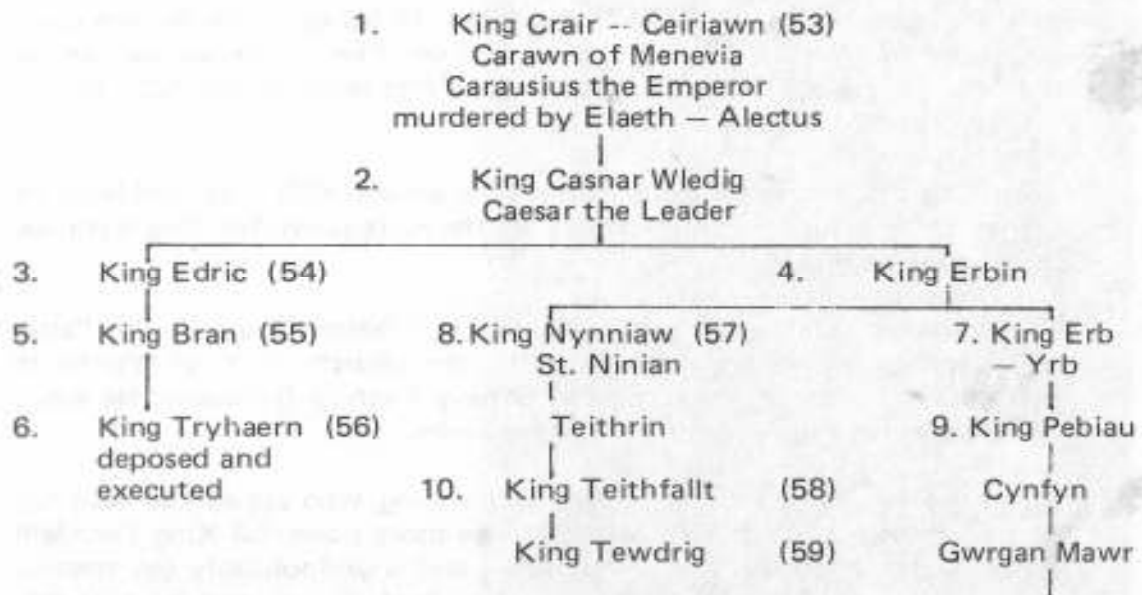 1. King Crair -- Ceiriawn (53)
Carawn of Menevia
Carausius the Emperor
murdered by Elaeth — Alectus
2. King Casnar Wledig
Caesar the Leader
3. King Edric (54) 4. King Erbin
5. King Bran (55) 8. King Nynniaw (57) 7. King Erb
St. Ninian — Yrb
6. King Tryhaern (56) Teithrin 9. King Pebiau
deposed and
executed 10. King Teithfallt (58) Cynfyn
King Tewdrig (59) Gwrgan Mawr